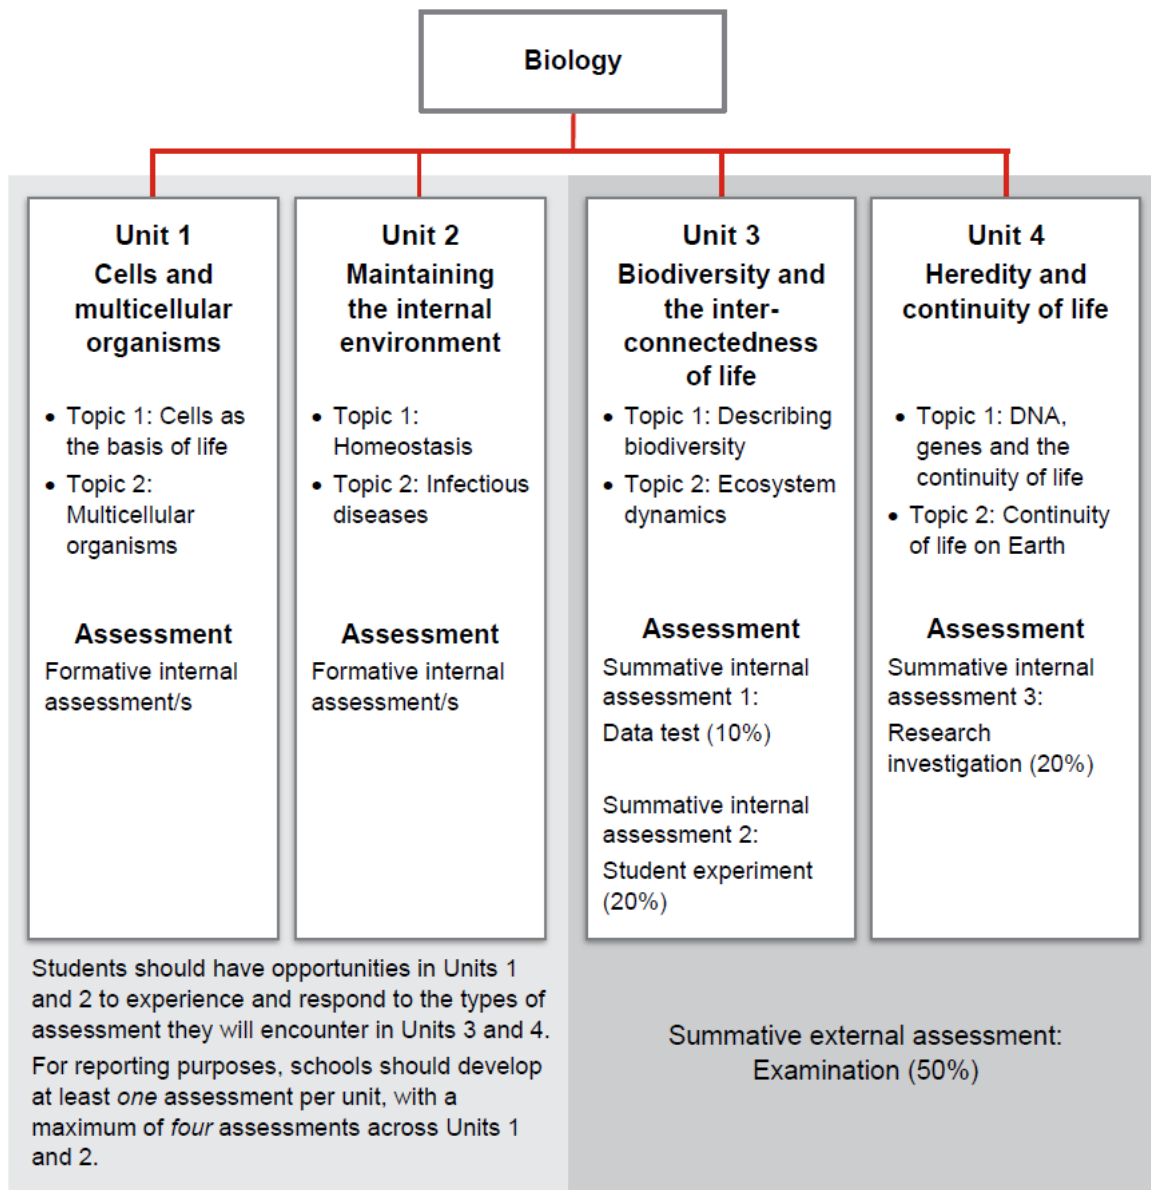 Biology
Unit 1
Cells and
multicellular
organisms
• Topic 1: Cells as
the basis of life
• Topic 2:
Multicellular
organisms
Assessment
Formative internal
assessment/s
Unit 2
Maintaining
the internal
environment
• Topic 1:
Homeostasis
• Topic 2: Infectious
diseases
Assessment
Formative internal
assessment/s
Unit 3
Biodiversity and
the inter-
connectedness
of life
• Topic 1: Describing
biodiversity
• Topic 2: Ecosystem
dynamics
Assessment
Summative internal
assessment 1:
Data test (10%)
Summative internal
assessment 2:
Student experiment
(20%)
Unit 4
Heredity and
continuity of life
• Topic 1: DNA,
genes and the
continuity of life
• Topic 2: Continuity
of life on Earth
Assessment
Summative internal
assessment 3:
Research
investigation (20%)
Students should have opportunities in Units 1
and 2 to experience and respond to the types of
assessment they will encounter in Units 3 and 4.
For reporting purposes, schools should develop
at least one assessment per unit, with a
maximum of four assessments across Units 1
and 2.
Summative external assessment:
Examination (50%)